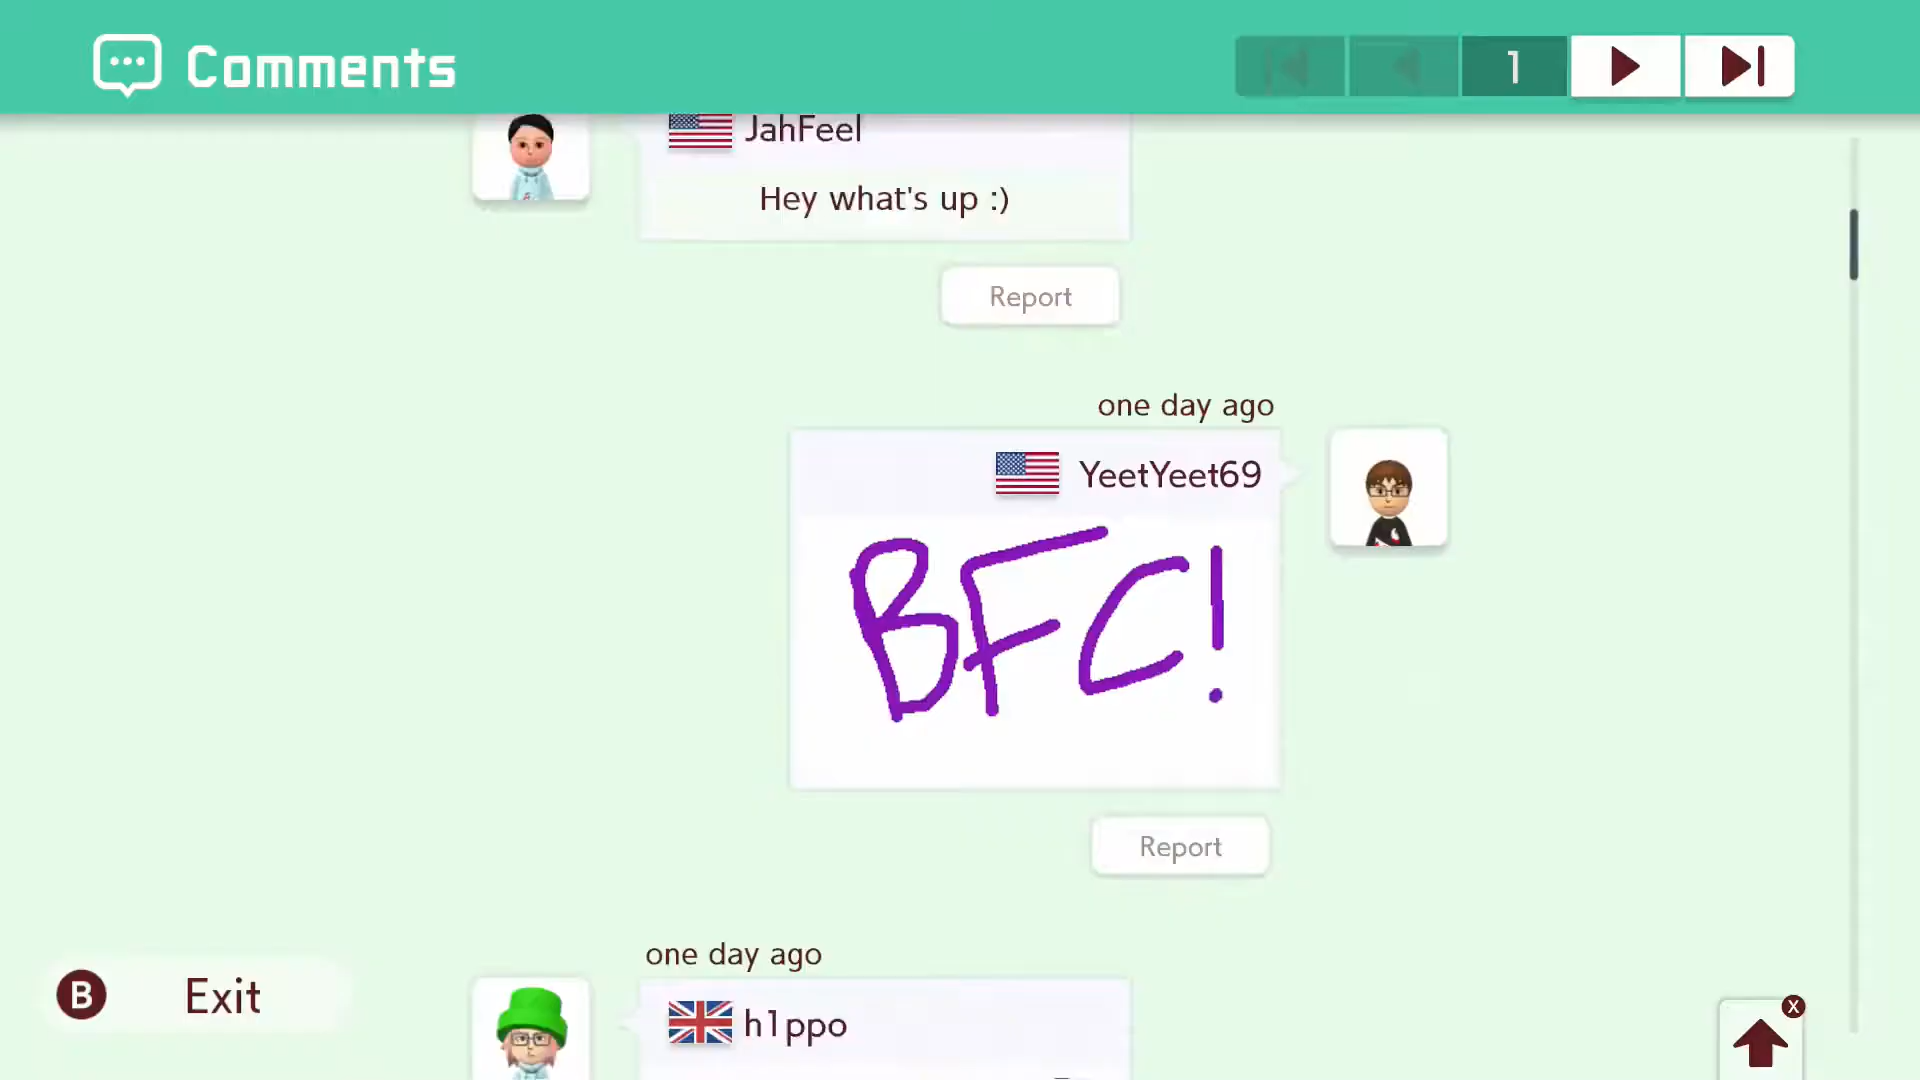 Comments
1
JahFeel
Hey what's up :)
Report
one day ago
YeetYeet69
BFC!
Report
one day ago
h1ppo
B Exit
X